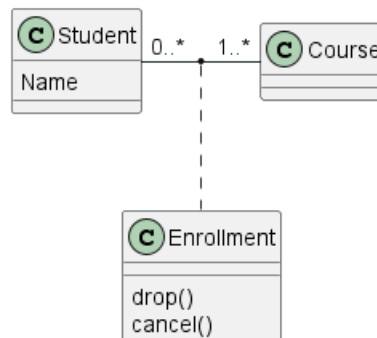 C Student
0..*
1..*
C Course
Name
C Enrollment
drop()
cancel()